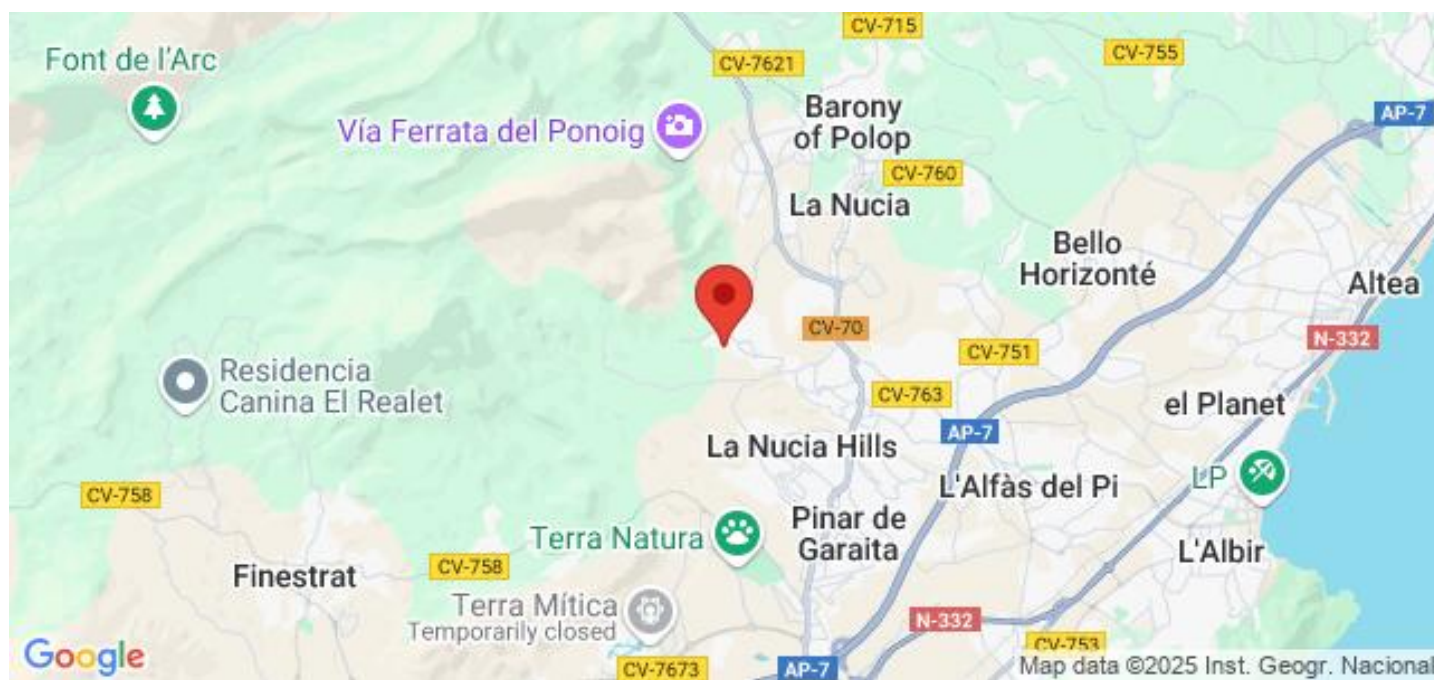 CV-715
Font de l'Arc
CV-7621
CV-755
Barony
of Polop
AP-7
Vía Ferrata del Ponoig
CV-760
La Nucia
Bello
Horizonté
Altea
CV-70
N-332
CV-751
Residencia
Canina El Realet
CV-763
el Planet
AP-7
La Nucia Hills
LP
L'Alfàs del Pi
CV-758
Pinar de
Garaita
Terra Natura
L'Albir
CV-758
Finestrat
Terra Mítica
Temporarily closed
N-332
CV-753
Google
CV-7673
AP-7
Map data ©2025 Inst. Geogr. Nacional